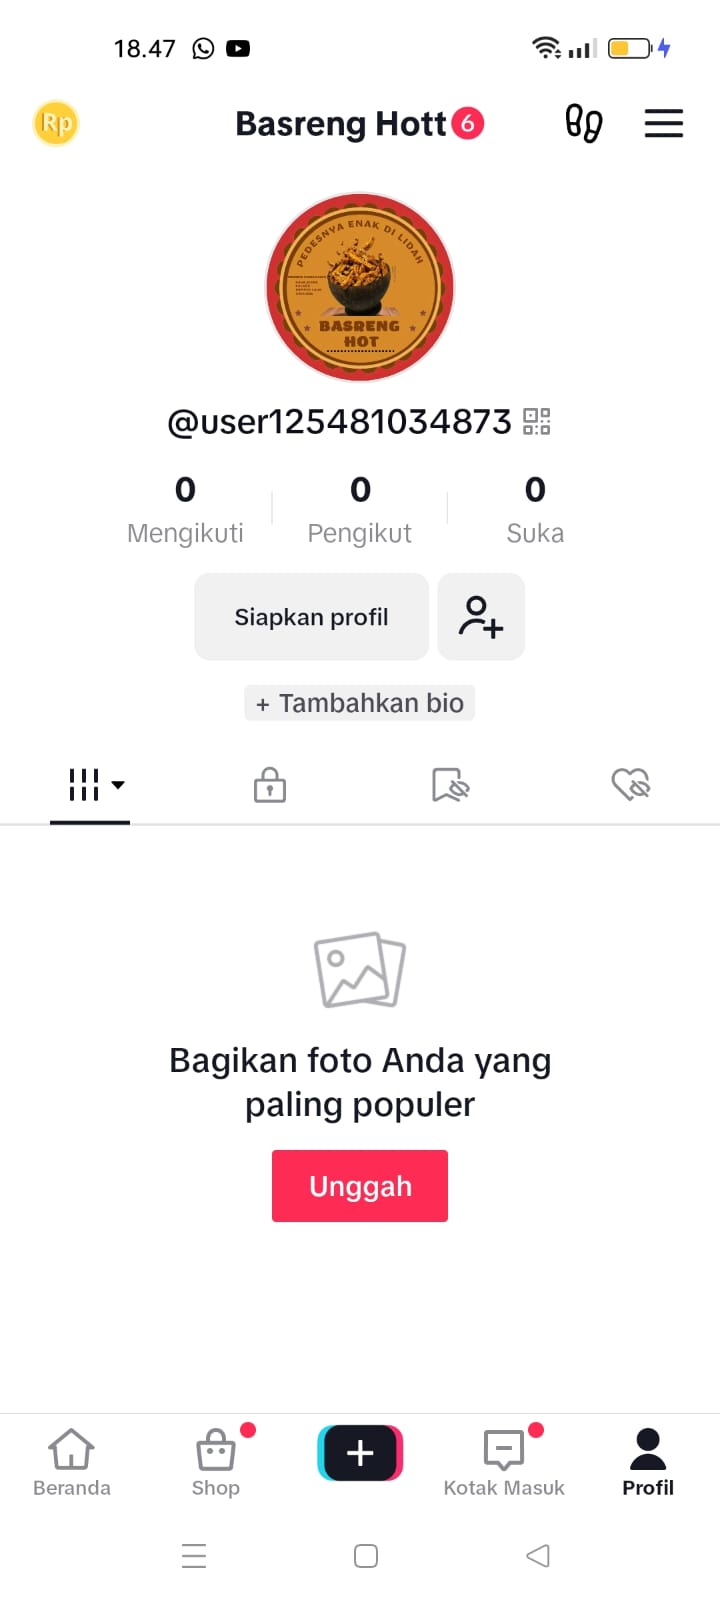 18.47
Rp
Basreng Hott 6
PEDESNYA ENAK DI LIDAH
BASRENG
HOT
@user125481034873
0 0 0
Mengikuti Pengikut Suka
Siapkan profil
+ Tambahkan bio
Bagikan foto Anda yang
paling populer
Unggah
Beranda Shop Kotak Masuk Profil